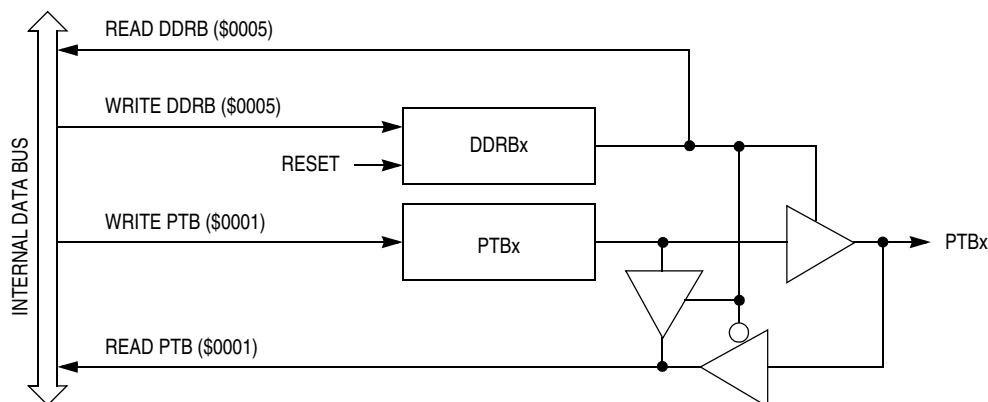 READ DDRB ($0005)
WRITE DDRB ($0005)
DDRBx
RESET
INTERNAL DATA BUS
WRITE PTB ($0001)
PTBx
PTBx
READ PTB ($0001)